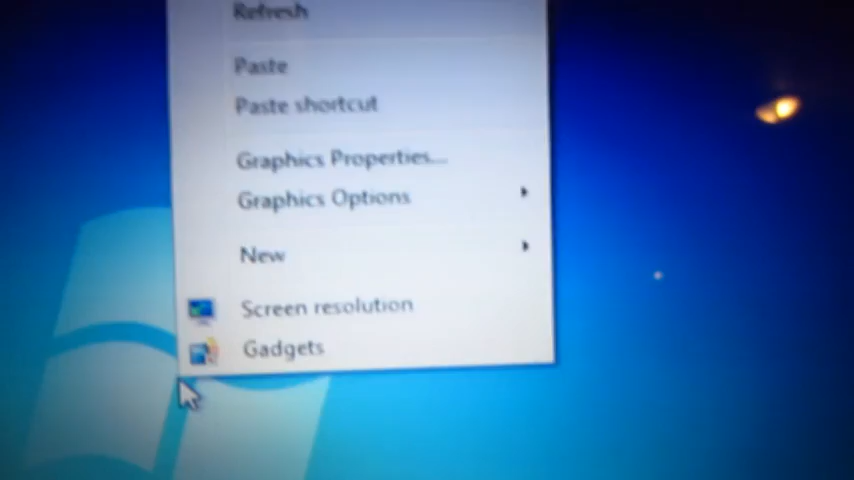 Refresh
Paste
Paste shortcut
Graphics Properties...
Graphics Options
New
Screen resolution
Gadgets